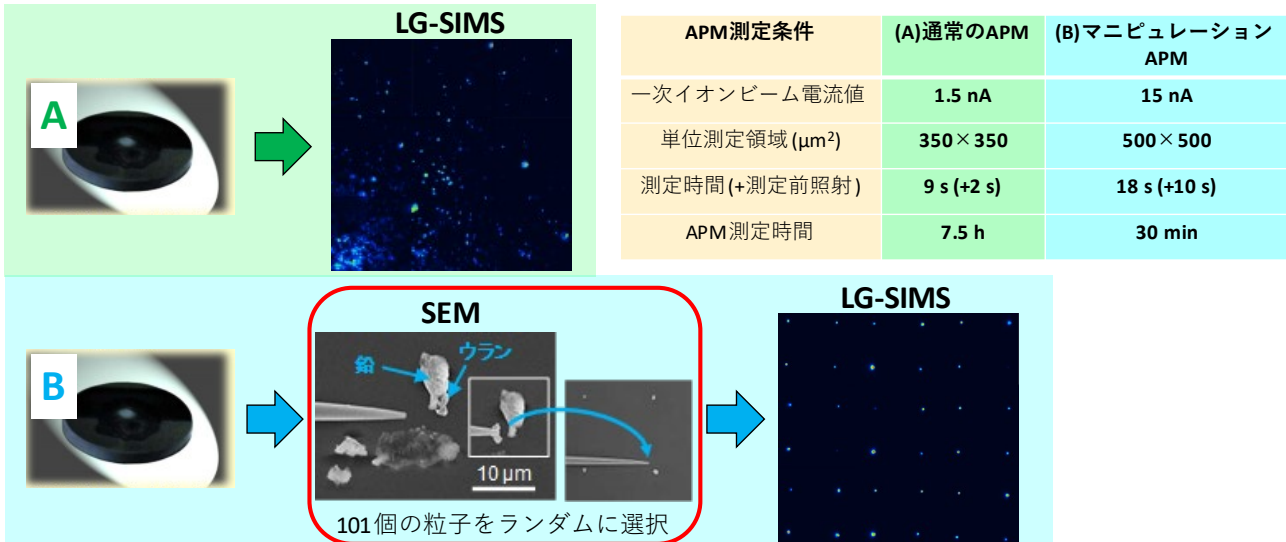 A
LG-SIMS
APM測定条件 (A)通常のAPM (B)マニピュレーションAPM
一次イオンビーム電流値 1.5 nA 15 nA
単位測定領域(μm²) 350×350 500×500
測定時間(+測定前照射) 9 s (+2 s) 18 s (+10 s)
APM測定時間 7.5 h 30 min
B
SEM
鉛
ウラン
10 μm
101個の粒子をランダムに選択
LG-SIMS